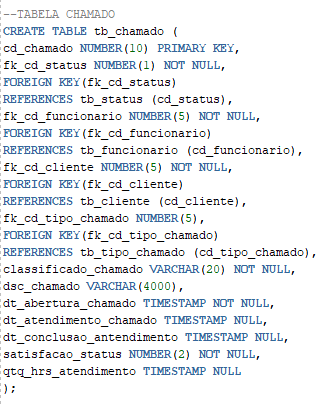 --TABELA CHAMADO
CREATE TABLE tb_chamado (
cd_chamado NUMBER(10) PRIMARY KEY,
fk_cd_status NUMBER(1) NOT NULL,
FOREIGN KEY(fk_cd_status)
REFERENCES tb_status (cd_status),
fk_cd_funcionario NUMBER(5) NOT NULL,
FOREIGN KEY(fk_cd_funcionario)
REFERENCES tb_funcionario (cd_funcionario),
fk_cd_cliente NUMBER(5) NOT NULL,
FOREIGN KEY(fk_cd_cliente)
REFERENCES tb_cliente (cd_cliente),
fk_cd_tipo_chamado NUMBER(5),
FOREIGN KEY(fk_cd_tipo_chamado)
REFERENCES tb_tipo_chamado (cd_tipo_chamado),
classificado_chamado VARCHAR(20) NOT NULL,
dsc_chamado VARCHAR(4000),
dt_abertura_chamado TIMESTAMP NOT NULL,
dt_atendimento_chamado TIMESTAMP NULL,
dt_conclusao_antendimento TIMESTAMP NULL,
satisfacao_status NUMBER(2) NOT NULL,
qtq_hrs_atendimento TIMESTAMP NULL
);